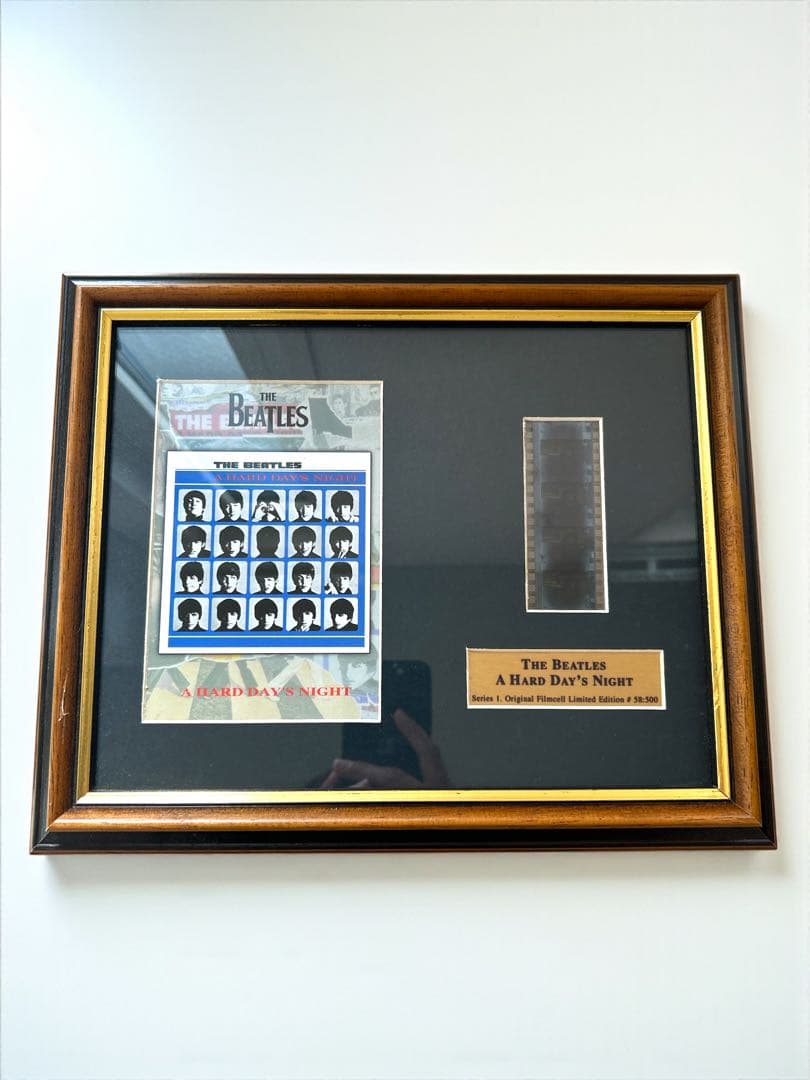 THE
BEATLES
THE
THE BEATLES
A HARD DAY'S NIGHT
A HARD DAY'S NIGHT
THE BEATLES
A HARD DAY'S NIGHT
Series 1. Original Filmcell Limited Edition # 58:500